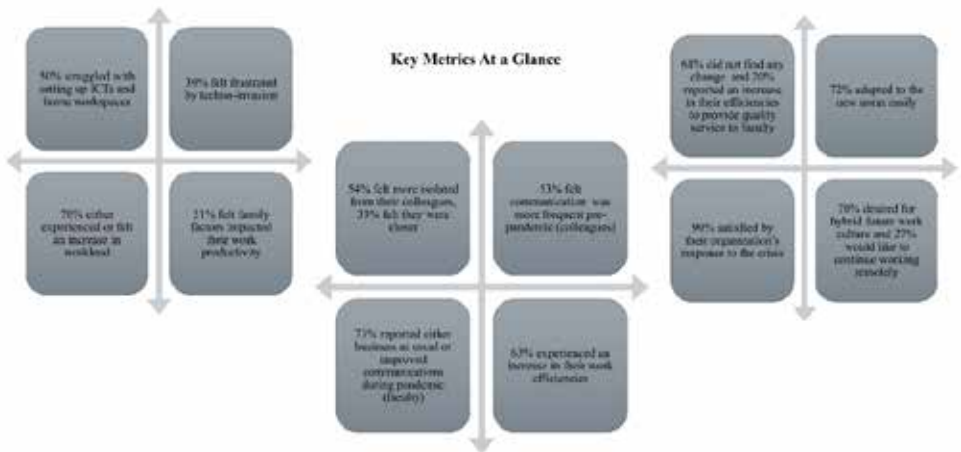 Key Metrics At a Glance
50% struggled with
setting up ICTs and
home workspaces
39% felt frustrated
by techno-invasion
70% either
experienced or felt
an increase in
workload
felt family
factors impacted
their work
productivity
54% felt more isolated
from their colleagues,
felt they were
closer
53% felt
communication was
more frequent pre-
pandemic (colleagues)
reported either
business as usual or
improved
communications
during pandemic
(faculty)
63% experienced an
increase in their work
efficiencies
did not find any
change and 20%
reported an increase
in their efficiencies
to provide quality
service to faculty
72% adapted to the
new areas easily
90% satisfied by
their organization's
response to the crisis
70% desired for
hybrid future work
culture and 27%
would like to
continue working
remotely